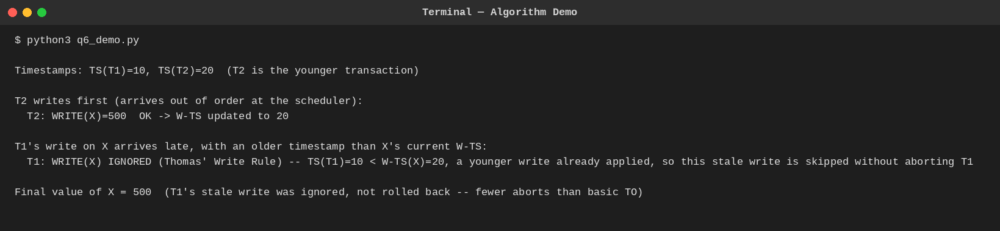 Terminal — Algorithm Demo
$ python3 q6_demo.py
Timestamps: TS(T1)=10, TS(T2)=20  (T2 is the younger transaction)
T2 writes first (arrives out of order at the scheduler):
  T2: WRITE(X)=500  OK -> W-TS updated to 20
T1's write on X arrives late, with an older timestamp than X's current W-TS:
  T1: WRITE(X) IGNORED (Thomas' Write Rule) -- TS(T1)=10 < W-TS(X)=20, a younger write already applied, so this stale write is skipped without aborting T1
Final value of X = 500  (T1's stale write was ignored, not rolled back -- fewer aborts than basic TO)